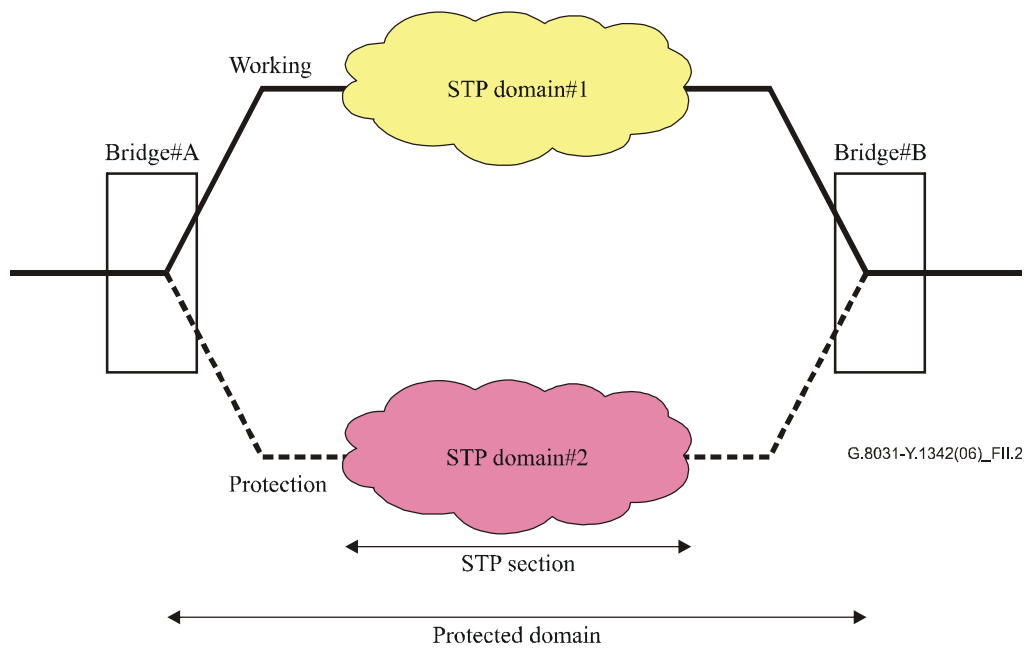 Working
STP domain#1
Bridge#A
Bridge#B
STP domain#2
G.8031-Y.1342(06)_FII.2
Protection
STP section
Protected domain